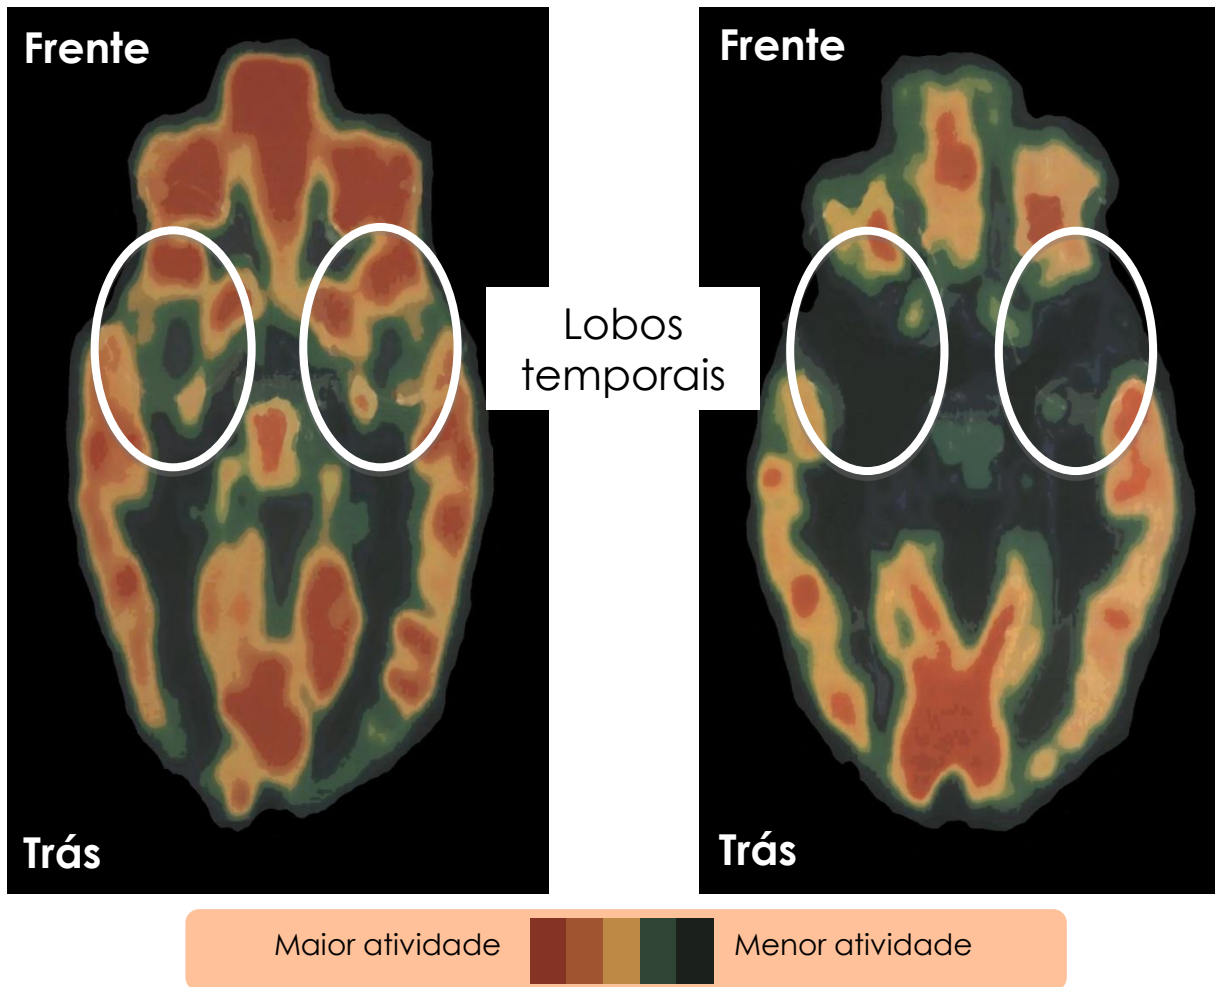 Frente
Frente
Lobos
temporais
Trás
Trás
Maior atividade
Menor atividade